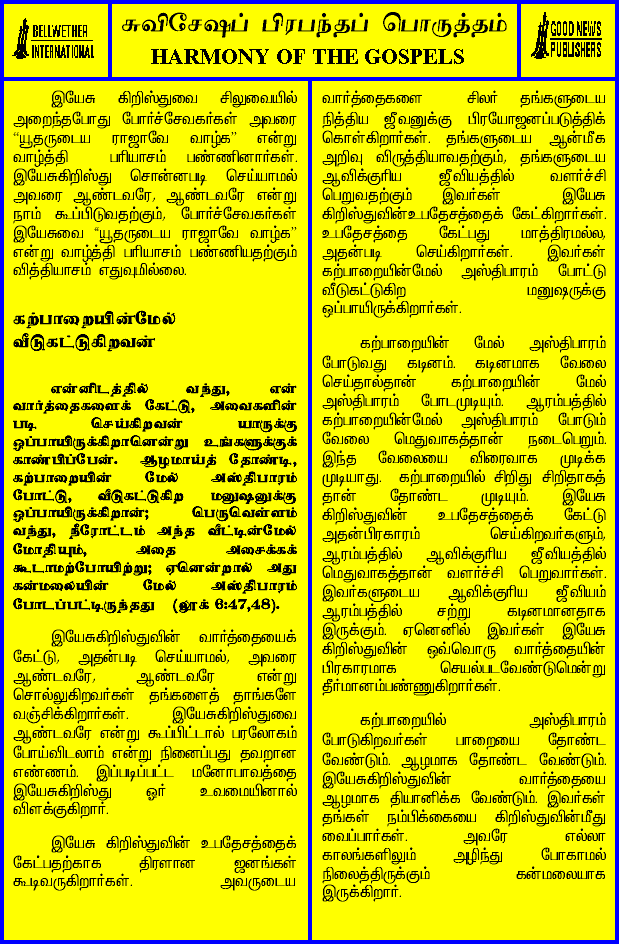 BELLWETHER
INTERNATIONAL
சுவிசேஷப் பிரபந்தப் பொருத்தம்
HARMONY OF THE GOSPELS
GOOD NEWS
PUBLISHERS
இயேசு கிறிஸ்துவை சிலுவையில்
அறைந்தபோது போர்ச்சேவகர்கள் அவரை
“யூதருடைய ராஜாவே வாழ்க” என்று
வாழ்த்தி பரியாசம் பண்ணினார்கள்.
இயேசுகிறிஸ்து சொன்னபடி செய்யாமல்
அவரை ஆண்டவரே, ஆண்டவரே என்று
நாம் கூப்பிடுவதற்கும், போர்ச்சேவகர்கள்
இயேசுவை “யூதருடைய ராஜாவே வாழ்க”
என்று வாழ்த்தி பரியாசம் பண்ணியதற்கும்
வித்தியாசம் எதுவுமில்லை.
கற்பாறையின்மேல்
வீடுகட்டுகிறவன்
என்னிடத்தில் வந்து, என்
வார்த்தைகளைக் கேட்டு, அவைகளின்
படி செய்கிறவன் யாருக்கு
ஒப்பாயிருக்கிறானென்று உங்களுக்குக்
காண்பிப்பேன். ஆழமாய்த் தோண்டி,
கற்பாறையின் மேல் அஸ்திபாரம்
போட்டு, வீடுகட்டுகிற மனுஷனுக்கு
ஒப்பாயிருக்கிறான்; பெருவெள்ளம்
வந்து, நீரோட்டம் அந்த வீட்டின்மேல்
மோதியும், அதை அசைக்கக்
கூடாமற்போயிற்று; ஏனென்றால் அது
கன்மலையின் மேல் அஸ்திபாரம்
போடப்பட்டிருந்தது (லூக் 6:47,48).
இயேசுகிறிஸ்துவின் வார்த்தையைக்
கேட்டு, அதன்படி செய்யாமல், அவரை
ஆண்டவரே, ஆண்டவரே என்று
சொல்லுகிறவர்கள் தங்களைத் தாங்களே
வஞ்சிக்கிறார்கள். இயேசுகிறிஸ்துவை
ஆண்டவரே என்று கூப்பிட்டால் பரலோகம்
போய்விடலாம் என்று நினைப்பது தவறான
எண்ணம். இப்படிப்பட்ட மனோபாவத்தை
இயேசுகிறிஸ்து ஓர் உவமையினால்
விளக்குகிறார்.
இயேசு கிறிஸ்துவின் உபதேசத்தைக்
கேட்பதற்காக திரளான ஜனங்கள்
கூடிவருகிறார்கள். அவருடைய
வார்த்தைகளை சிலர் தங்களுடைய
நித்திய ஜீவனுக்கு பிரயோஜனப்படுத்திக்
கொள்கிறார்கள். தங்களுடைய ஆன்மீக
அறிவு விருத்தியாவதற்கும், தங்களுடைய
ஆவிக்குரிய ஜீவியத்தில் வளர்ச்சி
பெறுவதற்கும் இவர்கள் இயேசு
கிறிஸ்துவின்உபதேசத்தைக் கேட்கிறார்கள்.
உபதேசத்தை கேட்பது மாத்திரமல்ல,
அதன்படி செய்கிறார்கள். இவர்கள்
கற்பாறையின்மேல் அஸ்திபாரம் போட்டு
வீடுகட்டுகிற மனுஷருக்கு
ஒப்பாயிருக்கிறார்கள்.
கற்பாறையின் மேல் அஸ்திபாரம்
போடுவது கடினம். கடினமாக வேலை
செய்தால்தான் கற்பாறையின் மேல்
அஸ்திபாரம் போடமுடியும். ஆரம்பத்தில்
கற்பாறையின்மேல் அஸ்திபாரம் போடும்
வேலை மெதுவாகத்தான் நடைபெறும்.
இந்த வேலையை விரைவாக முடிக்க
முடியாது. கற்பாறையில் சிறிது சிறிதாகத்
தான் தோண்ட முடியும். இயேசு
கிறிஸ்துவின் உபதேசத்தைக் கேட்டு
அதன்பிரகாரம் செய்கிறவர்களும்,
ஆரம்பத்தில் ஆவிக்குரிய ஜீவியத்தில்
மெதுவாகத்தான் வளர்ச்சி பெறுவார்கள்.
இவர்களுடைய ஆவிக்குரிய ஜீவியம்
ஆரம்பத்தில் சற்று கடினமானதாக
இருக்கும். ஏனெனில் இவர்கள் இயேசு
கிறிஸ்துவின் ஒவ்வொரு வார்த்தையின்
பிரகாரமாக செயல்படவேண்டுமென்று
தீர்மானம்பண்ணுகிறார்கள்.
கற்பாறையில் அஸ்திபாரம்
போடுகிறவர்கள் பாறையை தோண்ட
வேண்டும். ஆழமாக தோண்ட வேண்டும்.
இயேசுகிறிஸ்துவின் வார்த்தையை
ஆழமாக தியானிக்க வேண்டும். இவர்கள்
தங்கள் நம்பிக்கையை கிறிஸ்துவின்மீது
வைப்பார்கள். அவரே எல்லா
காலங்களிலும் அழிந்து போகாமல்
நிலைத்திருக்கும் கன்மலையாக
இருக்கிறார்.